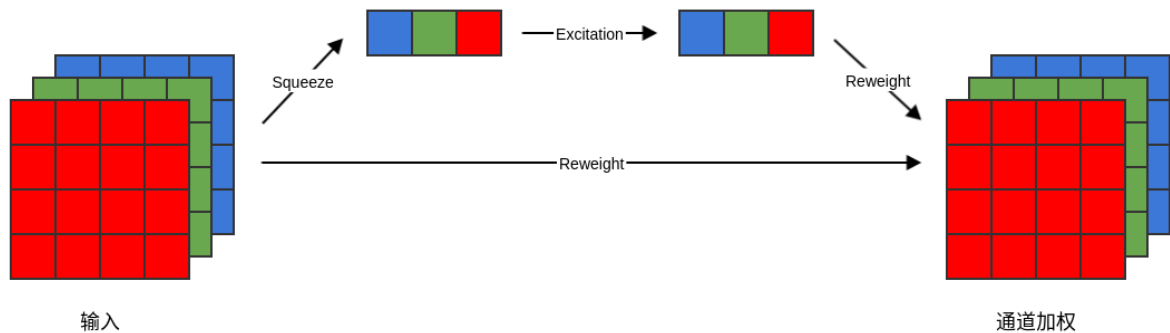 Excitation
Squeeze
Reweight
Reweight
输入
通道加权